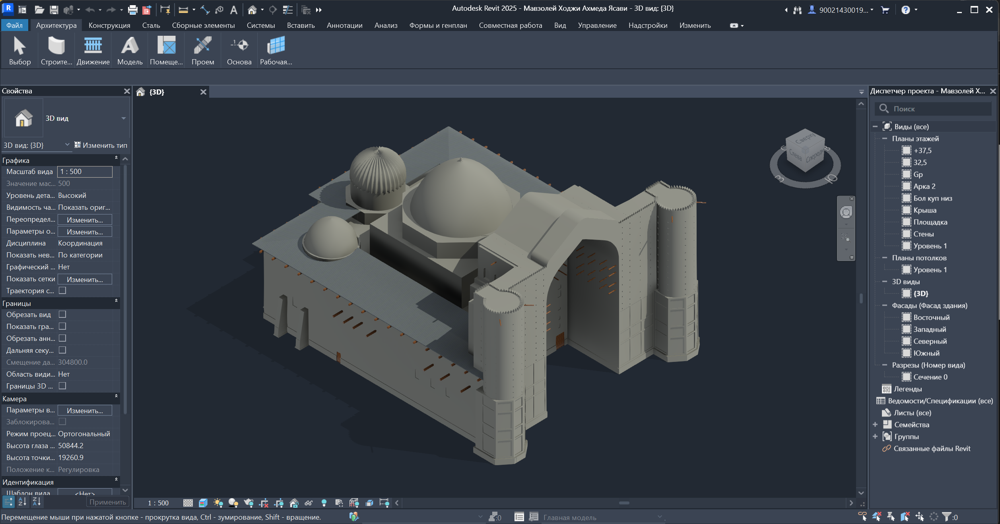 Autodesk Revit 2025 - Мавзолей Ходжи Ахмеда Ясави - 3D вид: {3D}
90021430019...
Файл Архитектура Конструкция Сталь Сборные элементы Системы Вставить Аннотации Анализ Формы и генплан Совместная работа Вид Управление Надстройки Изменить
Выбор Строите... Движение Модель Помеще... Проем Основа Рабочая...
Свойства
3D вид
3D вид: {3D} Изменить тип
Графика
Масштаб вида 1 : 500
Значение мас... 500
Уровень дета... Высокий
Видимость ча... Показать ориг...
Переопредел... Изменить...
Параметры о... Изменить...
Дисциплина Координация
Показать нев... По категории
Графический ... Нет
Показать сетки Изменить...
Траектория с...
Границы
Обрезать вид
Показать гра...
Обрезать анн...
Дальняя секу...
Смещение да... 304800.0
Область види... Нет
Границы 3D ...
Камера
Параметры в... Изменить...
Заблокирова...
Режим проец... Ортогональный
Высота глаза ... 50844.2
Высота точки... 19260.9
Положение к... Регулировка
Идентификация
Шаблон вида <Нет>
Применить
{3D}
Сверху
Слева Спереди
С В
З Ю
1 : 500
Диспетчер проекта - Мавзолей Х...
Поиск
Виды (все)
Планы этажей
+37,5
32,5
Gp
Арка 2
Бол куп низ
Крыша
Площадка
Стены
Уровень 1
Планы потолков
Уровень 1
3D виды
{3D}
Фасады (Фасад здания)
Восточный
Западный
Северный
Южный
Разрезы (Номер вида)
Сечение 0
Легенды
Ведомости/Спецификации (все)
Листы (все)
Семейства
Группы
Связанные файлы Revit
Перемещение мыши при нажатой кнопке - прокрутка вида, Ctrl - зумирование, Shift - вращение.
:0
Главная модель
:0